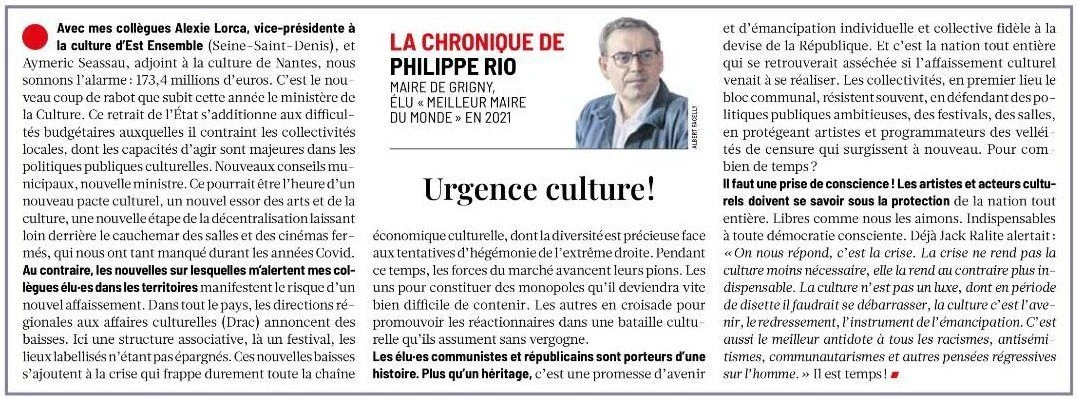 Avec mes collègues Alexie Lorca, vice-présidente à
la culture d'Est Ensemble (Seine-Saint-Denis), et
Aymeric Seassau, adjoint à la culture de Nantes, nous
sonnons l'alarme : 173,4 millions d'euros. C'est le nou-
veau coup de rabot que subit cette année le ministère de
la Culture. Ce retrait de l'État s'additionne aux difficul-
tés budgétaires auxquelles il contraint les collectivités
locales, dont les capacités d'agir sont majeures dans les
politiques publiques culturelles. Nouveaux conseils mu-
nicipaux, nouvelle ministre. Ce pourrait être l'heure d'un
nouveau pacte culturel, un nouvel essor des arts et de la
culture, une nouvelle étape de la décentralisation laissant
loin derrière le cauchemar des salles et des cinémas fer-
més, qui nous ont tant manqué durant les années Covid.
Au contraire, les nouvelles sur lesquelles m'alertent mes col-
lègues élu·es dans les territoires manifestent le risque d'un
nouvel affaissement. Dans tout le pays, les directions ré-
gionales aux affaires culturelles (Drac) annoncent des
baisses. Ici une structure associative, là un festival, les
lieux labellisés n'étant pas épargnés. Ces nouvelles baisses
s'ajoutent à la crise qui frappe durement toute la chaîne
LA CHRONIQUE DE
PHILIPPE RIO
MAIRE DE GRIGNY,
ÉLU « MEILLEUR MAIRE
DU MONDE » EN 2021
ALBERT FACELLY
Urgence culture !
économique culturelle, dont la diversité est précieuse face
aux tentatives d'hégémonie de l'extrême droite. Pendant
ce temps, les forces du marché avancent leurs pions. Les
uns pour constituer des monopoles qu'il deviendra vite
bien difficile de contenir. Les autres en croisade pour
promouvoir les réactionnaires dans une bataille cultu-
relle qu'ils assument sans vergogne.
Les élu·es communistes et républicains sont porteurs d'une
histoire. Plus qu'un héritage, c'est une promesse d'avenir
et d'émancipation individuelle et collective fidèle à la
devise de la République. Et c'est la nation tout entière
qui se retrouverait asséchée si l'affaissement culturel
venait à se réaliser. Les collectivités, en premier lieu le
bloc communal, résistent souvent, en défendant des po-
litiques publiques ambitieuses, des festivals, des salles,
en protégeant artistes et programmateurs des velléi-
tés de censure qui surgissent à nouveau. Pour com-
bien de temps ?
Il faut une prise de conscience ! Les artistes et acteurs cultu-
rels doivent se savoir sous la protection de la nation tout
entière. Libres comme nous les aimons. Indispensables
à toute démocratie consciente. Déjà Jack Ralite alertait :
« On nous répond, c'est la crise. La crise ne rend pas la
culture moins nécessaire, elle la rend au contraire plus in-
dispensable. La culture n'est pas un luxe, dont en période
de disette il faudrait se débarrasser, la culture c'est l'ave-
nir, le redressement, l'instrument de l'émancipation. C'est
aussi le meilleur antidote à tous les racismes, antisémi-
tismes, communautarismes et autres pensées régressives
sur l'homme. » Il est temps !